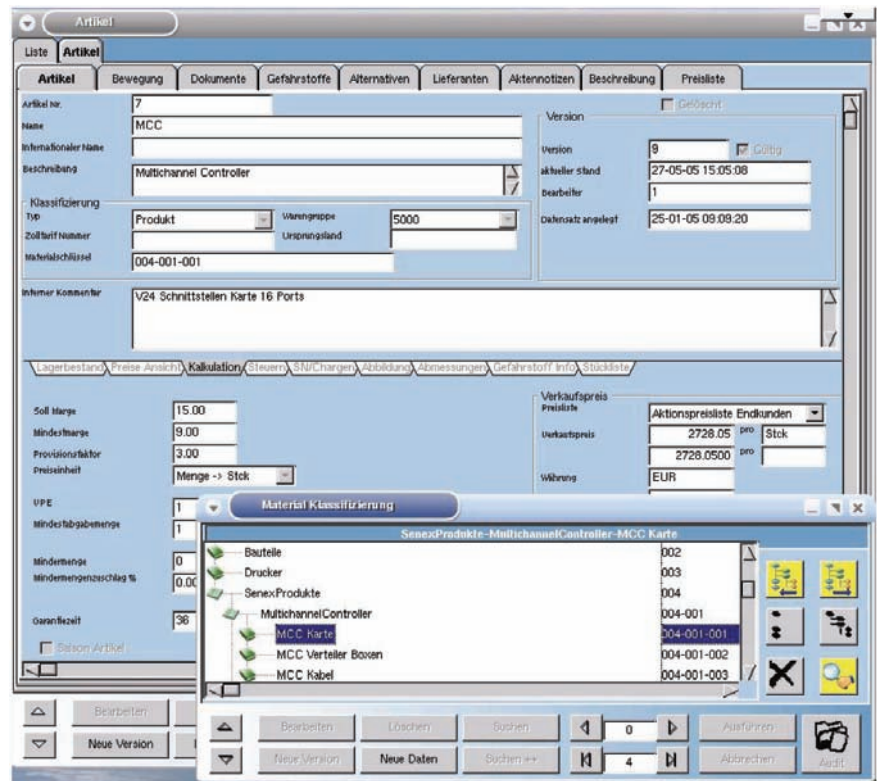 Artikel
Liste Artikel
Artikel Bewegung Dokumente Gefahrstoffe Alternativen Lieferanten Aktennotizen Beschreibung Preisliste
Artikel Nr. 7
Gelöscht
Name MCC
Version
Internationaler Name
Version 9 Gültig
Beschreibung Multichannel Controller
aktueller Stand 27-05-05 15:05:08
Bearbeiter 1
Klassifizierung
Typ Produkt Warengruppe 5000
Datensatz angelegt 25-01-05 09:09:20
Zolltarif Nummer Ursprungsland
Materialschlüssel 004-001-001
Interner Kommentar V24 Schnittstellen Karte 16 Ports
Lagerbestand Preise Ansicht Kalkulation Steuern SN/Chargen Abbildung Abmessungen Gefahrstoff Info Stückliste
Verkaufspreis
Soll Marge 15.00
Preisliste Aktionspreisliste Endkunden
Mindestmarge 9.00
Verkaufspreis 2728.05 pro Stck
Provisionsfaktor 3.00
2728.0500 pro
Preiseinheit Menge -> Stck
Währung EUR
VPE 1
Mindestabgabemenge 1
Mindermenge 0
Mindermengenzuschlag % 0.00
Garantiezeit 36
Saison Artikel
Bearbeiten
Neue Version
Material Klassifizierung
SenexProdukte-MultichannelController-MCC Karte
Bauteile 002
Drucker 003
SenexProdukte 004
MultichannelController 004-001
MCC Karte 004-001-001
MCC Verteiler Boxen 004-001-002
MCC Kabel 004-001-003
Bearbeiten Löschen Suchen 0 Ausführen
Neue Version Neue Daten Suchen ++ 4 Abbrechen
Audit